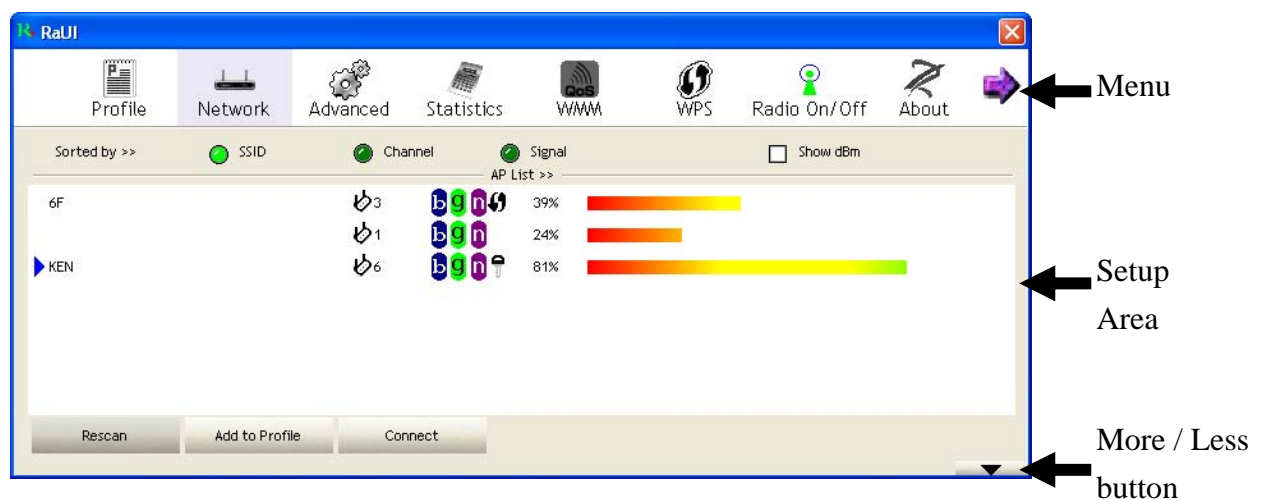 R RaUI
Menu
P
Profile
Network
Advanced
Statistics
QoS
WMM
WPS
Radio On/Off
About
Sorted by >>
SSID
Channel
Signal
Show dBm
AP List >>
6F 3 b g n 39%
1 b g n 24%
KEN 6 b g n 81%
Setup
Area
Rescan
Add to Profile
Connect
More / Less
button